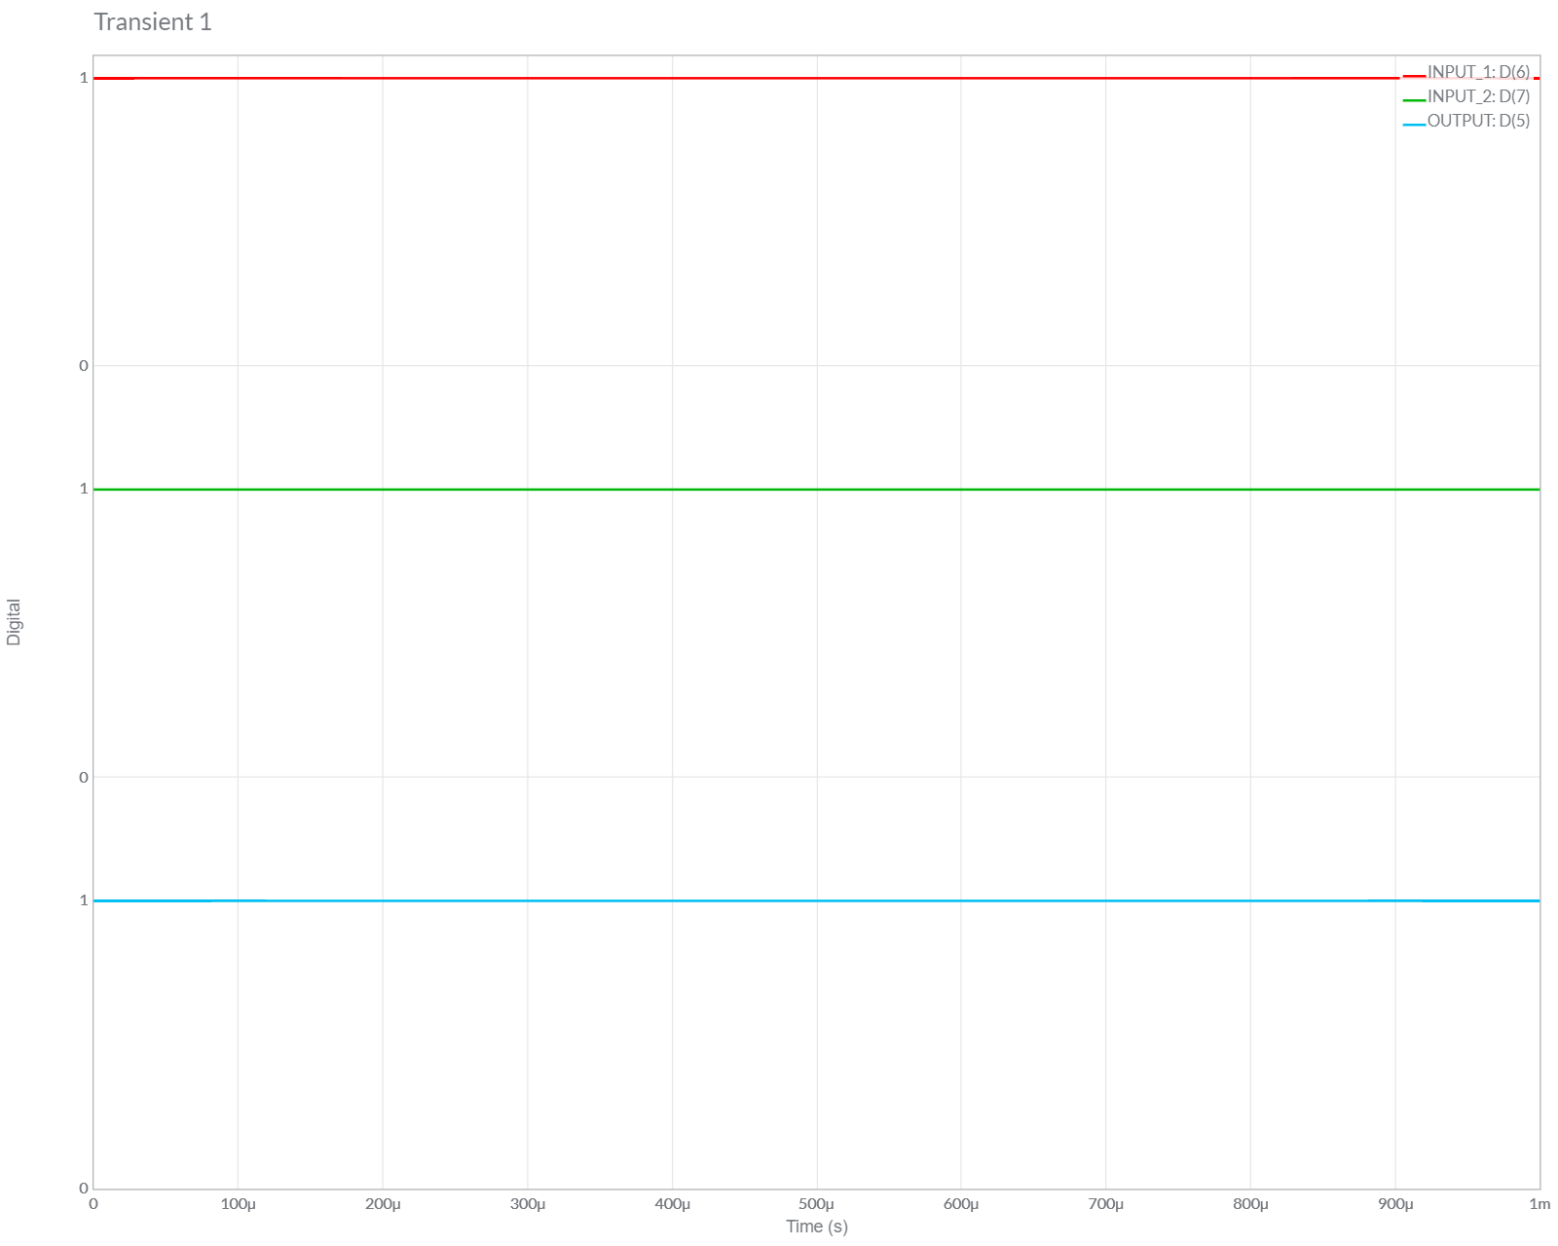 Transient 1
INPUT_1: D(6)
INPUT_2: D(7)
OUTPUT: D(5)
1
0
1
0
1
0
Digital
0 100µ 200µ 300µ 400µ 500µ 600µ 700µ 800µ 900µ 1m
Time (s)